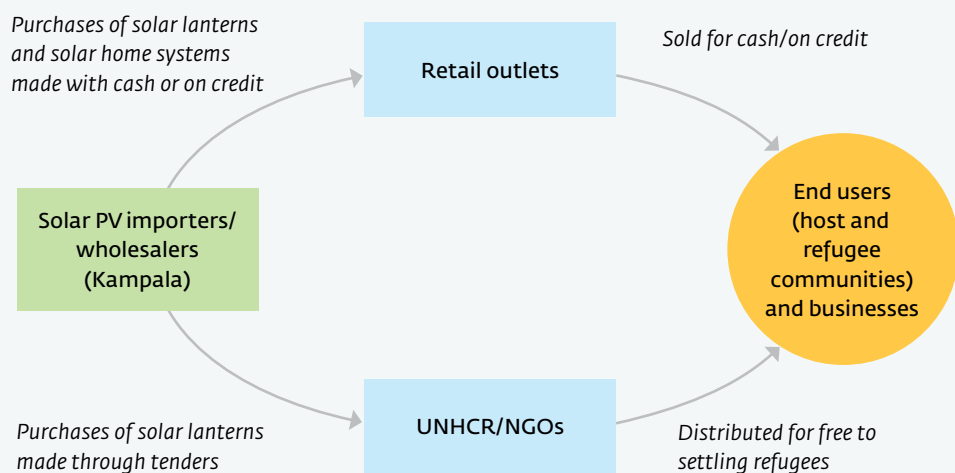 Purchases of solar lanterns
and solar home systems
made with cash or on credit
Retail outlets
Sold for cash/on credit
Solar PV importers/
wholesalers
(Kampala)
End users
(host and
refugee
communities)
and businesses
UNHCR/NGOs
Purchases of solar lanterns
made through tenders
Distributed for free to
settling refugees